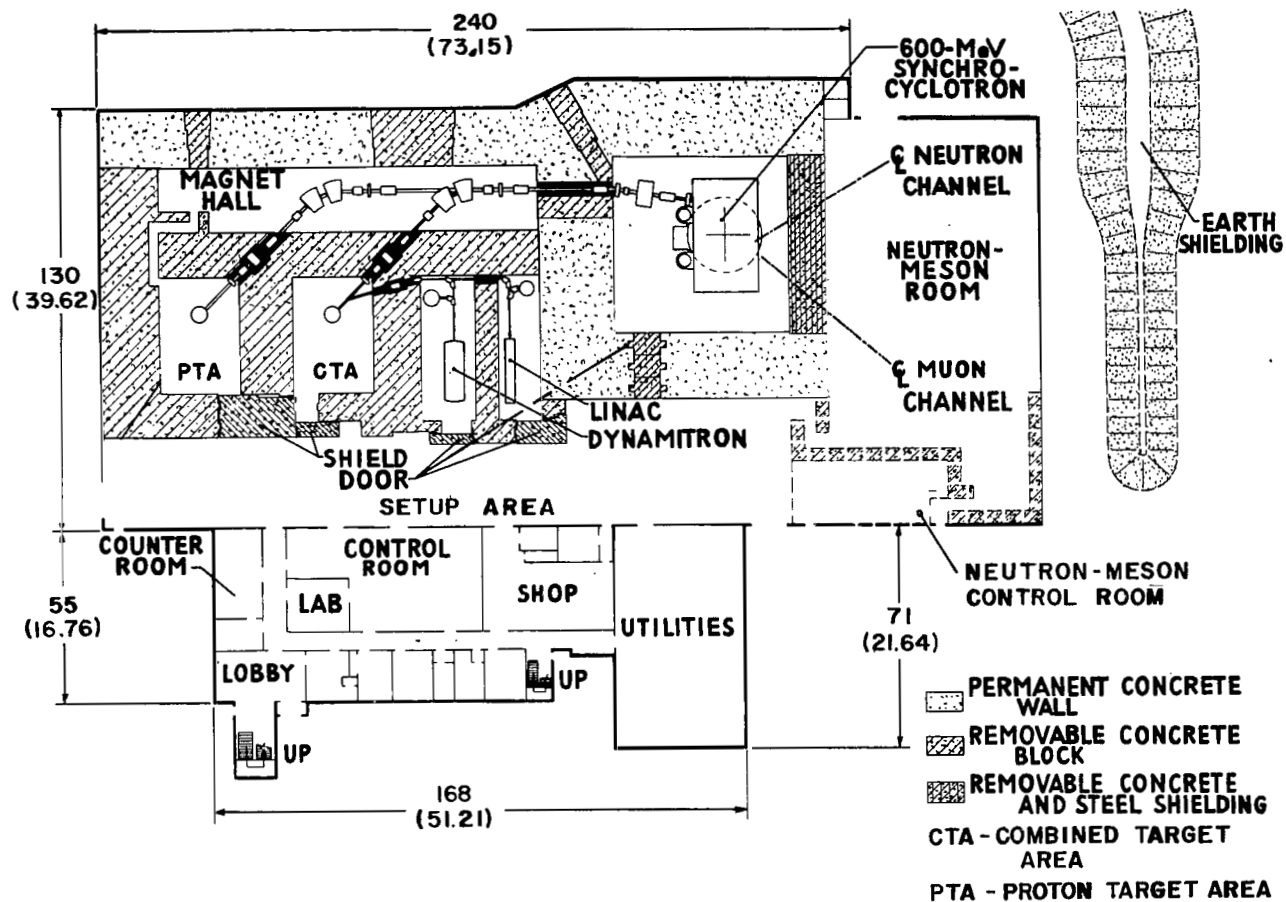 240
(73.15)
600-MeV
SYNCHRO-
CYCLOTRON
℄ NEUTRON
CHANNEL
MAGNET
HALL
EARTH
SHIELDING
NEUTRON-
MESON
ROOM
130
(39.62)
PTA
CTA
℄ MUON
CHANNEL
LINAC
DYNAMITRON
SHIELD
DOOR
SETUP AREA
COUNTER
ROOM
CONTROL
ROOM
NEUTRON-MESON
CONTROL ROOM
LAB
SHOP
55
(16.76)
UTILITIES
71
(21.64)
LOBBY
UP
UP
168
(51.21)
PERMANENT CONCRETE
WALL
REMOVABLE CONCRETE
BLOCK
REMOVABLE CONCRETE
AND STEEL SHIELDING
CTA - COMBINED TARGET
AREA
PTA - PROTON TARGET AREA